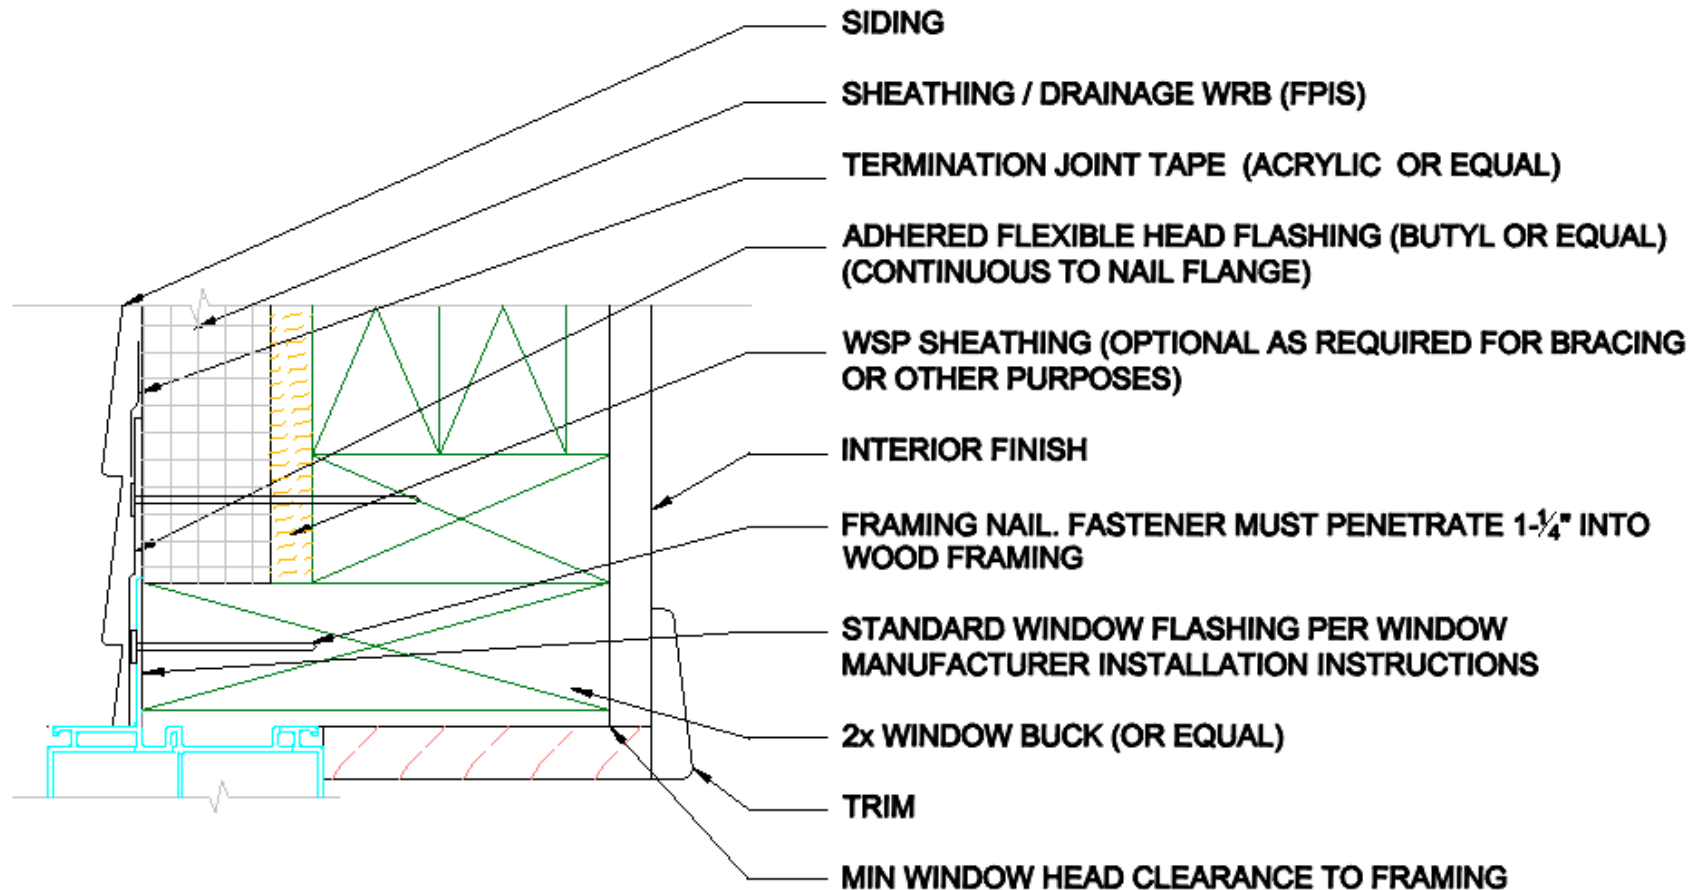 SIDING
SHEATHING / DRAINAGE WRB (FPIS)
TERMINATION JOINT TAPE (ACRYLIC OR EQUAL)
ADHERED FLEXIBLE HEAD FLASHING (BUTYL OR EQUAL)
(CONTINUOUS TO NAIL FLANGE)
WSP SHEATHING (OPTIONAL AS REQUIRED FOR BRACING
OR OTHER PURPOSES)
INTERIOR FINISH
FRAMING NAIL. FASTENER MUST PENETRATE 1-¼" INTO
WOOD FRAMING
STANDARD WINDOW FLASHING PER WINDOW
MANUFACTURER INSTALLATION INSTRUCTIONS
2x WINDOW BUCK (OR EQUAL)
TRIM
MIN WINDOW HEAD CLEARANCE TO FRAMING